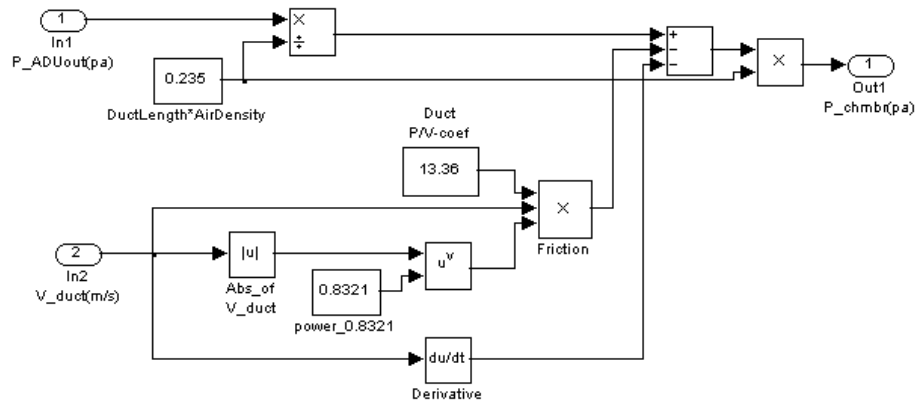 1
In1
P_ADUout(pa)
×
÷
0.235
DuctLength*AirDensity
+
−
−
×
1
Out1
P_chmbr(pa)
Duct
P/V-coef
13.36
×
Friction
2
In2
V_duct(m/s)
|u|
Abs_of
V_duct
0.8321
power_0.8321
u^v
du/dt
Derivative